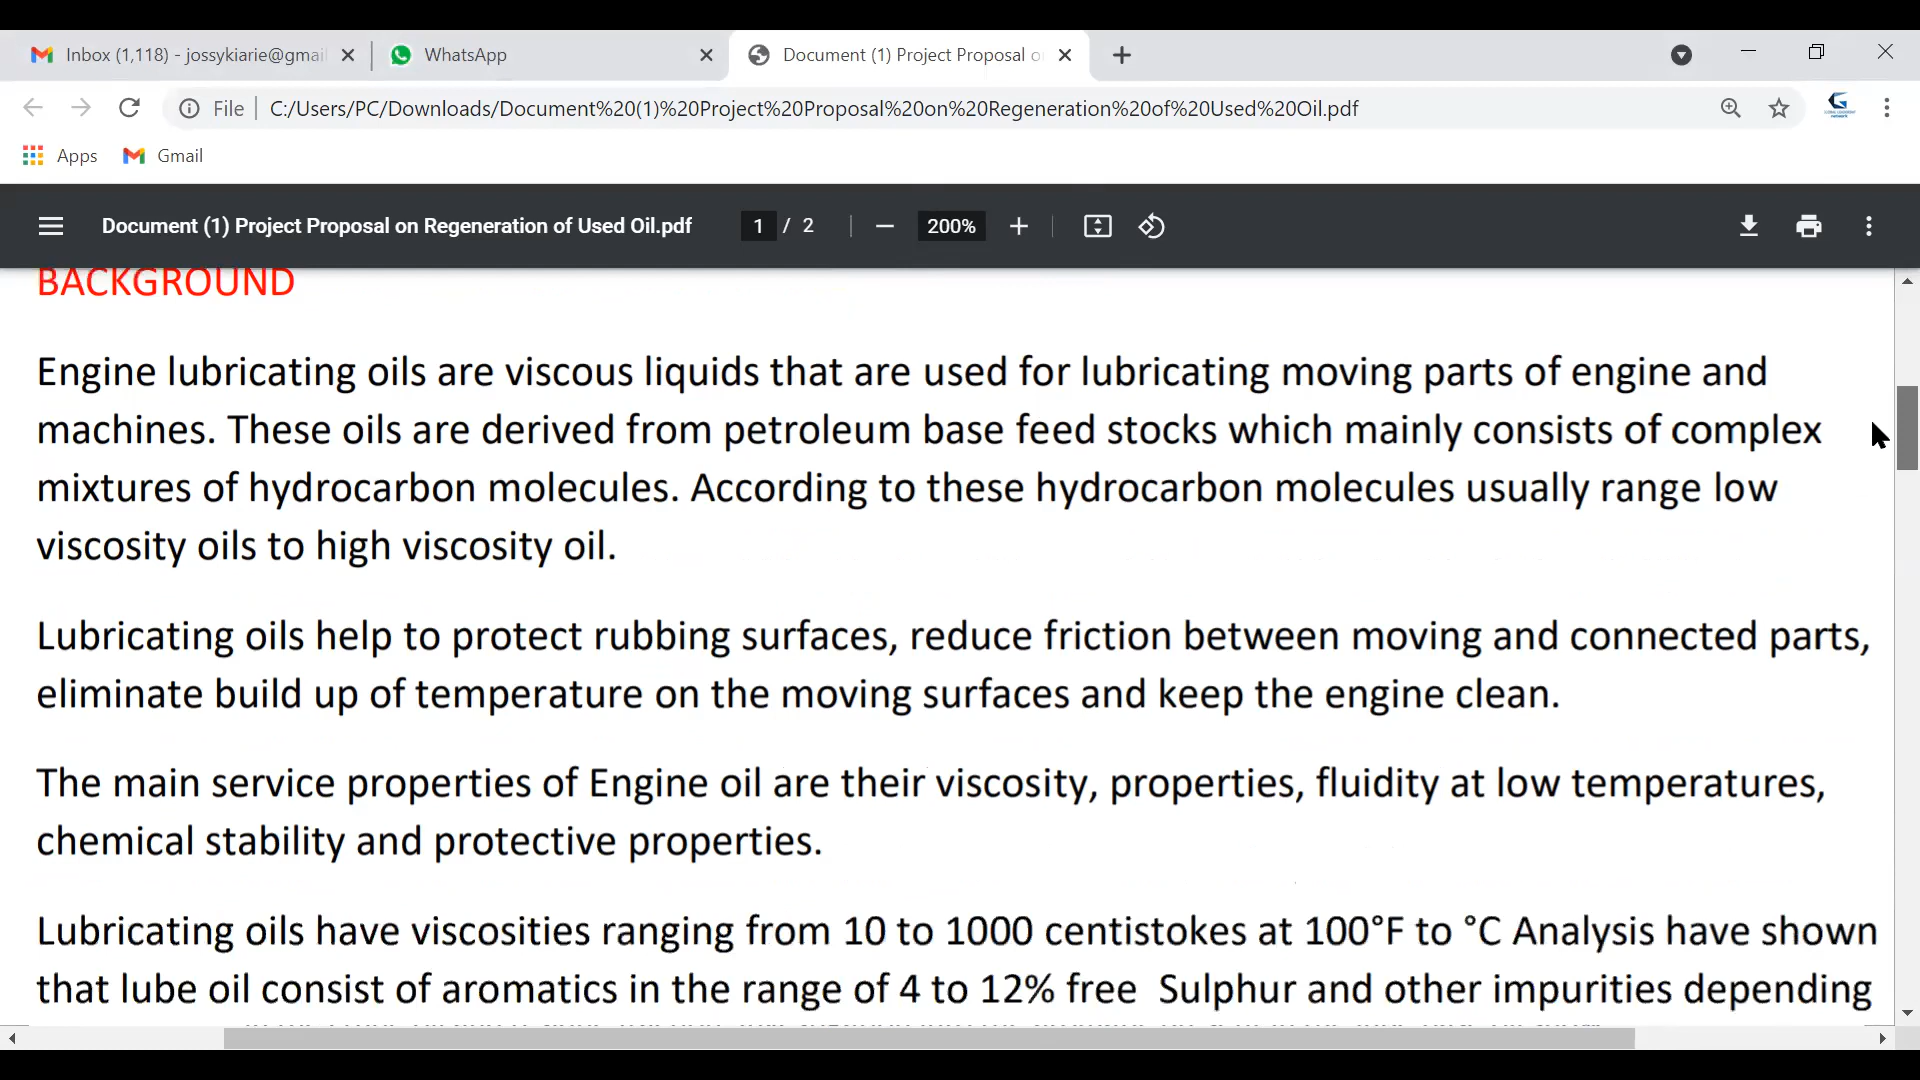 Inbox (1,118) - jossykiarie@gmai
WhatsApp
Document (1) Project Proposal o
File
C:/Users/PC/Downloads/Document%20(1)%20Project%20Proposal%20on%20Regeneration%20of%20Used%20Oil.pdf
Apps
Gmail
Document (1) Project Proposal on Regeneration of Used Oil.pdf
1 / 2
200%
BACKGROUND
Engine lubricating oils are viscous liquids that are used for lubricating moving parts of engine and
machines. These oils are derived from petroleum base feed stocks which mainly consists of complex
mixtures of hydrocarbon molecules. According to these hydrocarbon molecules usually range low
viscosity oils to high viscosity oil.
Lubricating oils help to protect rubbing surfaces, reduce friction between moving and connected parts,
eliminate build up of temperature on the moving surfaces and keep the engine clean.
The main service properties of Engine oil are their viscosity, properties, fluidity at low temperatures,
chemical stability and protective properties.
Lubricating oils have viscosities ranging from 10 to 1000 centistokes at 100°F to °C Analysis have shown
that lube oil consist of aromatics in the range of 4 to 12% free  Sulphur and other impurities depending